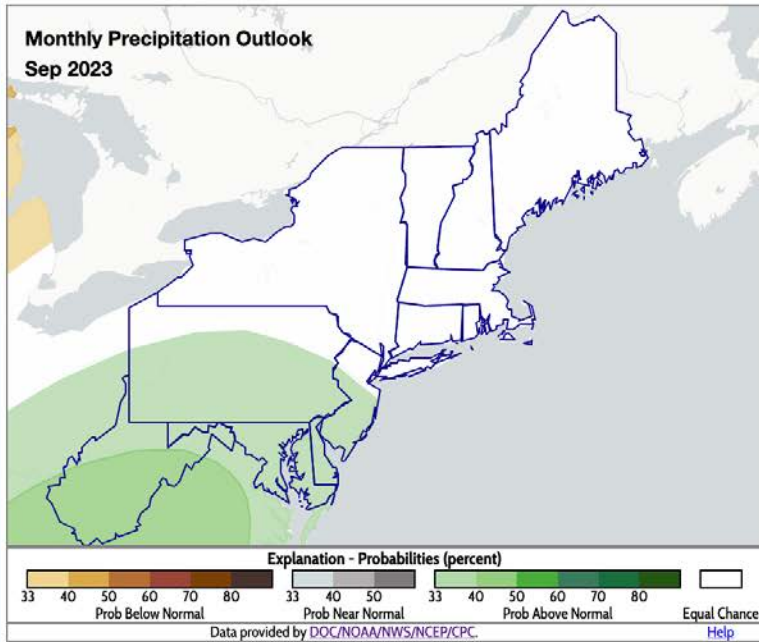 Monthly Precipitation Outlook
Sep 2023
Explanation - Probabilities (percent)
33 40 50 60 70 80 33 40 50 33 40 50 60 70 80
Prob Below Normal Prob Near Normal Prob Above Normal Equal Chance
Data provided by DOC/NOAA/NWS/NCEP/CPC. Help